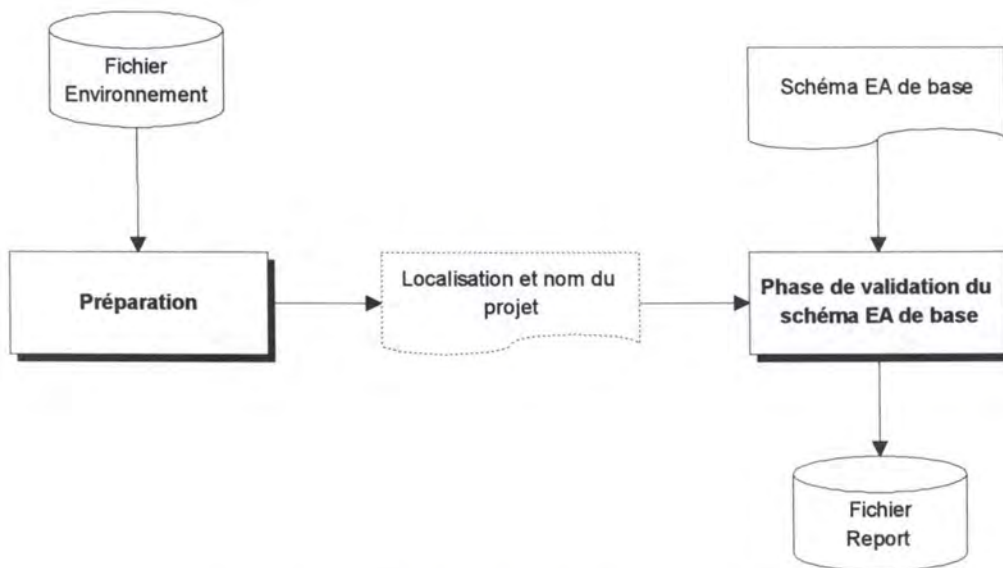 Fichier
Environnement
Schéma EA de base
Préparation
Localisation et nom du
projet
Phase de validation du
schéma EA de base
Fichier
Report